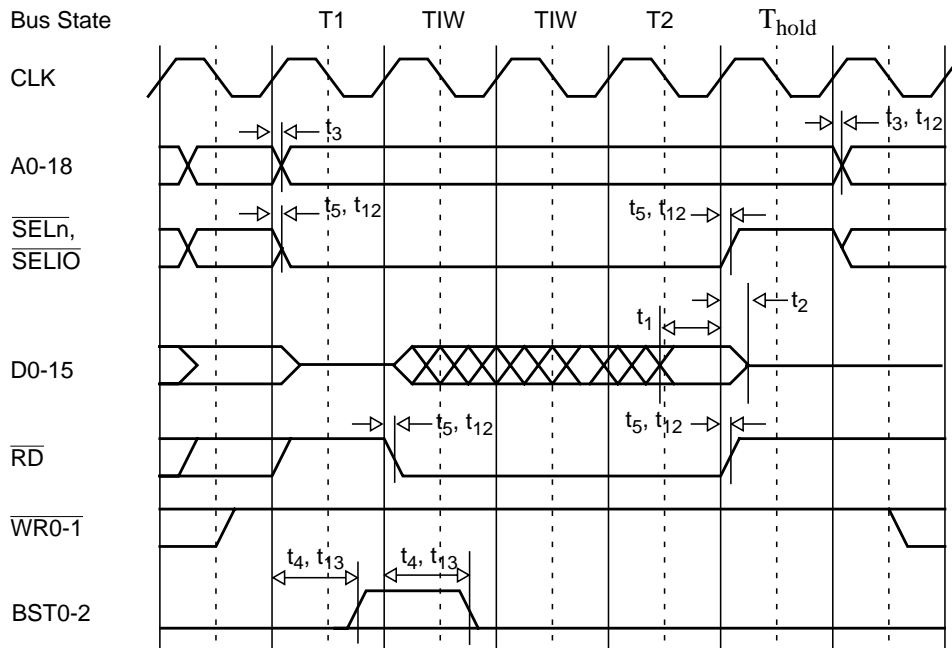 Bus State T1 TIW TIW T2 Thold
CLK
t3 t3, t12
A0-18
t5, t12 t5, t12
SELn,
SELIO
t1 t2
D0-15
t5, t12 t5, t12
RD
WR0-1
t4, t13 t4, t13
BST0-2